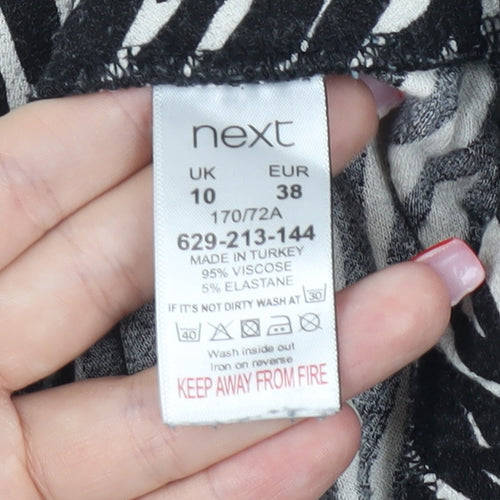 next
UK EUR
10 38
170/72A
629-213-144
MADE IN TURKEY
95% VISCOSE
5% ELASTANE
IF IT'S NOT DIRTY WASH AT 30
40
Wash inside out
Iron on reverse
KEEP AWAY FROM FIRE